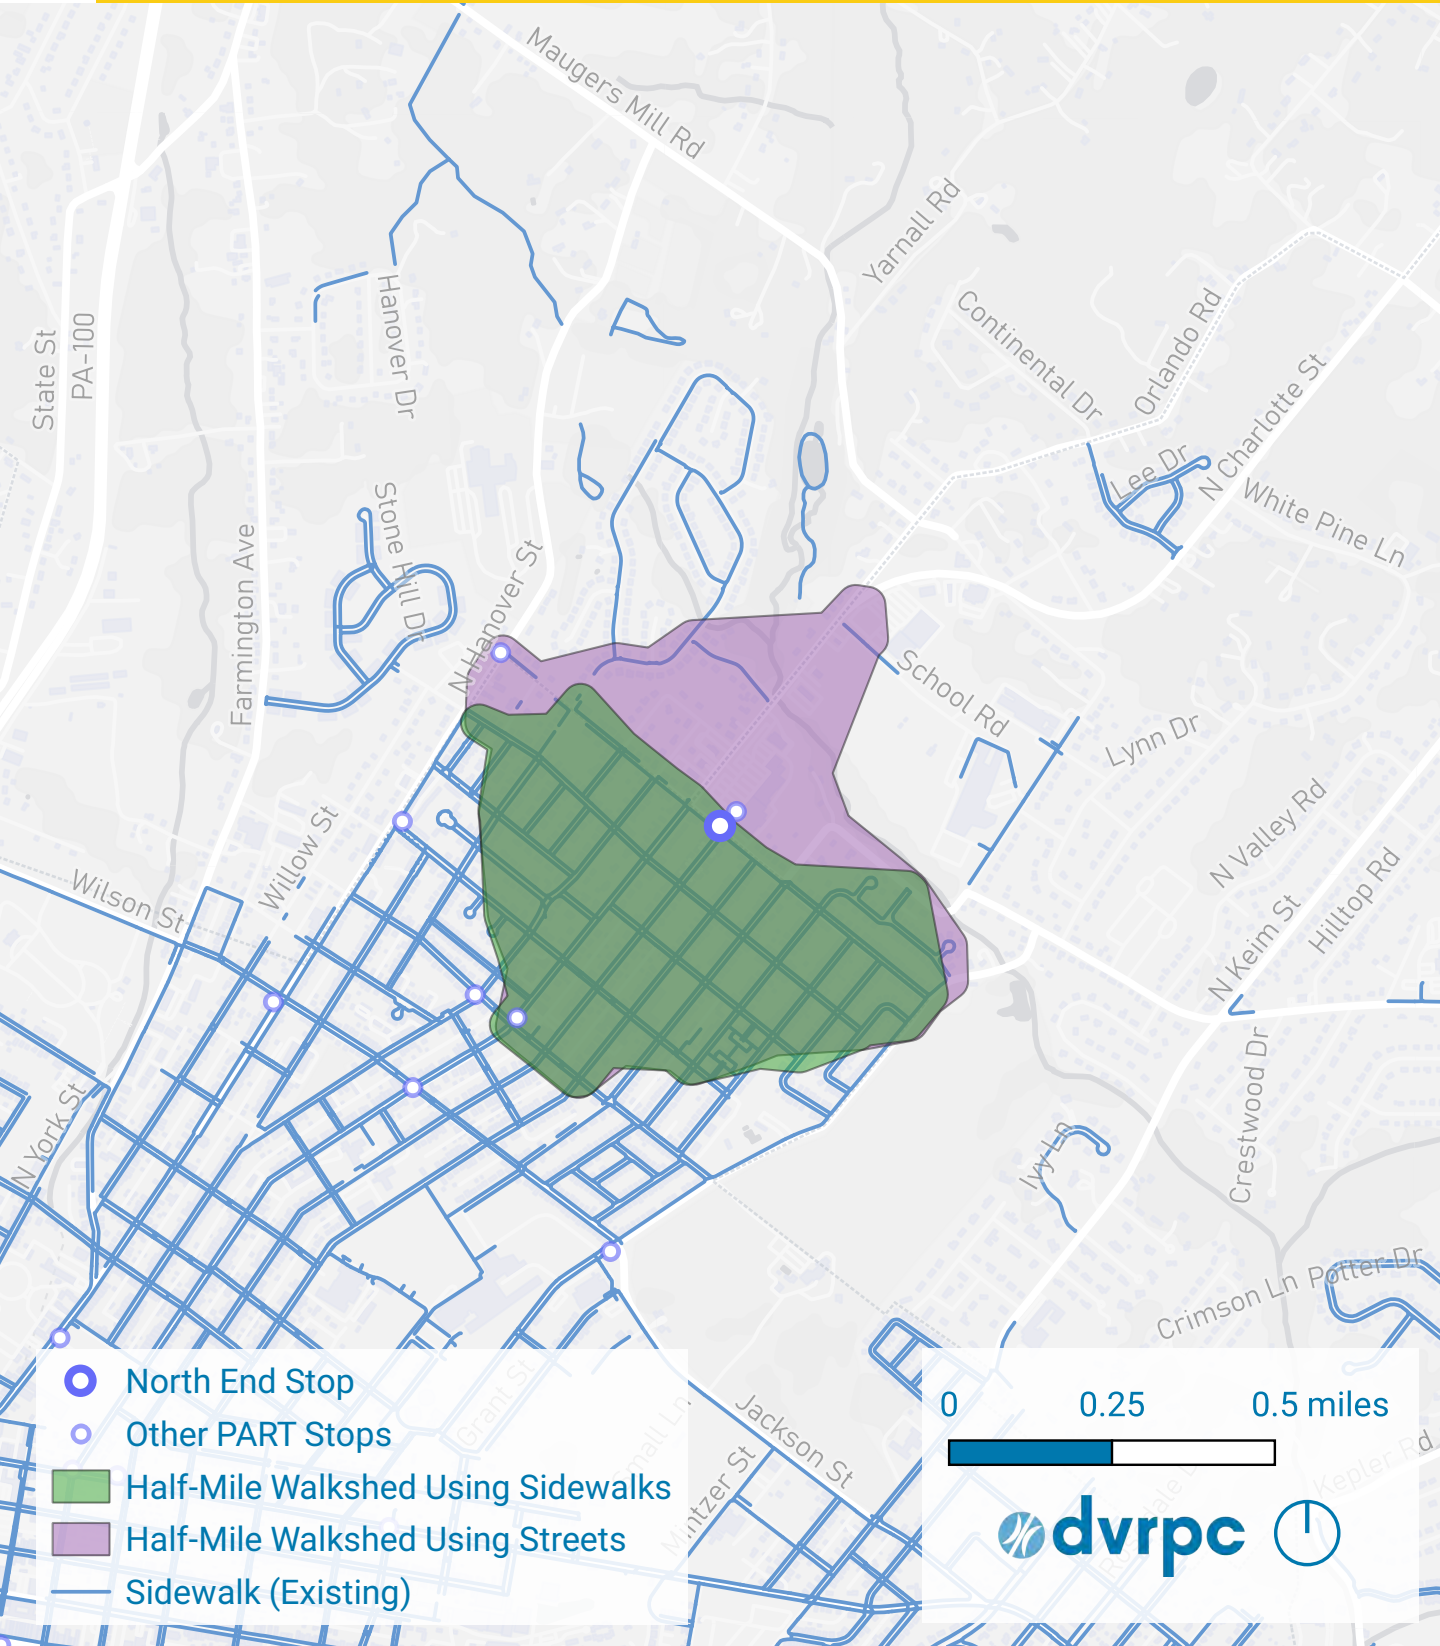 Maugers Mill Rd
Yarnall Rd
State St
PA-100
Hanover Dr
Continental Dr
Orlando Rd
N Charlotte St
Lee Dr
White Pine Ln
Stone Hill Dr
Farmington Ave
N Hanover St
School Rd
Lynn Dr
Willow St
Wilson St
N Valley Rd
Hilltop Rd
N Keim St
Crestwood Dr
N York St
Ivy Ln
Crimson Ln
Potter Dr
Jackson St
Mintzer St
Grant St
Kepler Rd
North End Stop
Other PART Stops
Half-Mile Walkshed Using Sidewalks
Half-Mile Walkshed Using Streets
Sidewalk (Existing)
0 0.25 0.5 miles
dvrpc